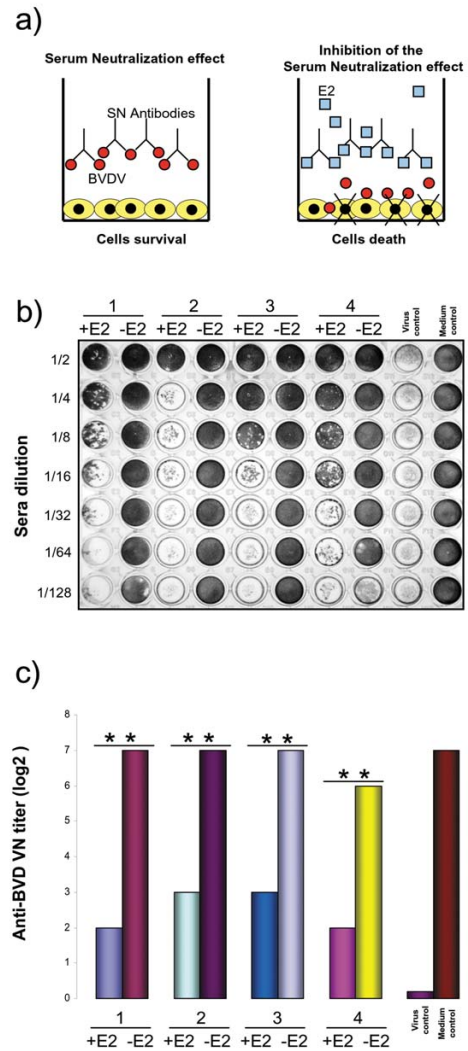 a)
Serum Neutralization effect
Inhibition of the
Serum Neutralization effect
E2
SN Antibodies
BVDV
Cells survival
Cells death
b)
1 2 3 4
+E2 -E2 +E2 -E2 +E2 -E2 +E2 -E2 Virus control Medium control
Sera dilution
1/2
1/4
1/8
1/16
1/32
1/64
1/128
c)
Anti-BVD VN titer (log2 )
8
7
6
5
4
3
2
1
0
* * * * * * * *
1 2 3 4
+E2 -E2 +E2 -E2 +E2 -E2 +E2 -E2 Virus control Medium control